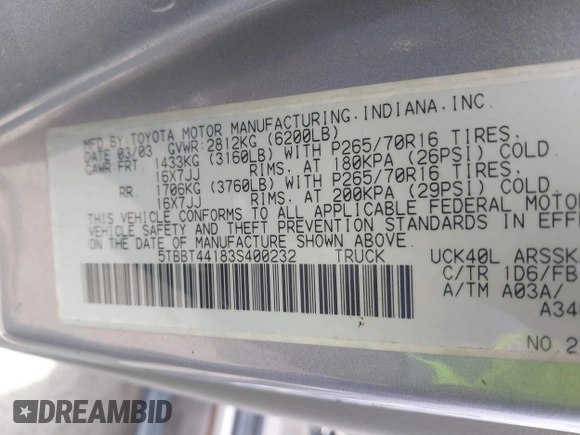 MFD.BY:TOYOTA MOTOR MANUFACTURING.INDIANA.INC.
DATE 03/03 GVWR:2812KG (6200LB)
GAWR FRT. 1433KG (3160LB) WITH P265/70R16 TIRES.
16X7JJ RIMS. AT 180KPA (26PSI) COLD.
RR 1706KG (3760LB) WITH P265/70R16 TIRES.
16X7JJ RIMS. AT 200KPA (29PSI) COLD.
THIS VEHICLE CONFORMS TO ALL APPLICABLE FEDERAL MOTOR
VEHICLE SAFETY AND THEFT PREVENTION STANDARDS IN EFF
ON THE DATE OF MANUFACTURE SHOWN ABOVE.
5TBBT44183S400232 TRUCK UCK40L ARSSK
C/TR 1D6/FB
A/TM A03A/
A34
NO.2
DREAMBID